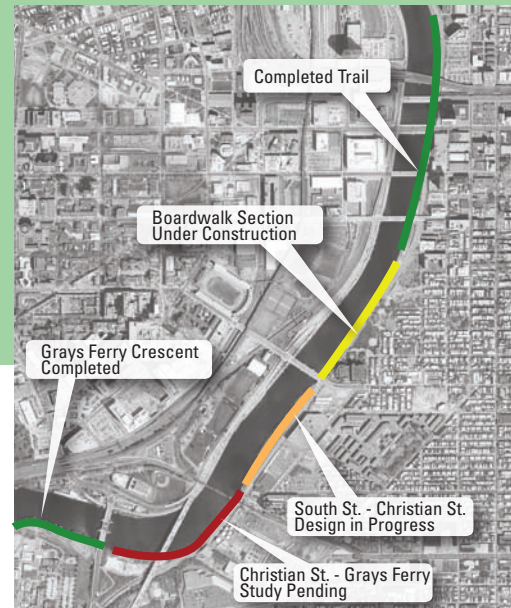 Completed Trail
Boardwalk Section
Under Construction
Grays Ferry Crescent
Completed
South St. - Christian St.
Design in Progress
Christian St. - Grays Ferry
Study Pending